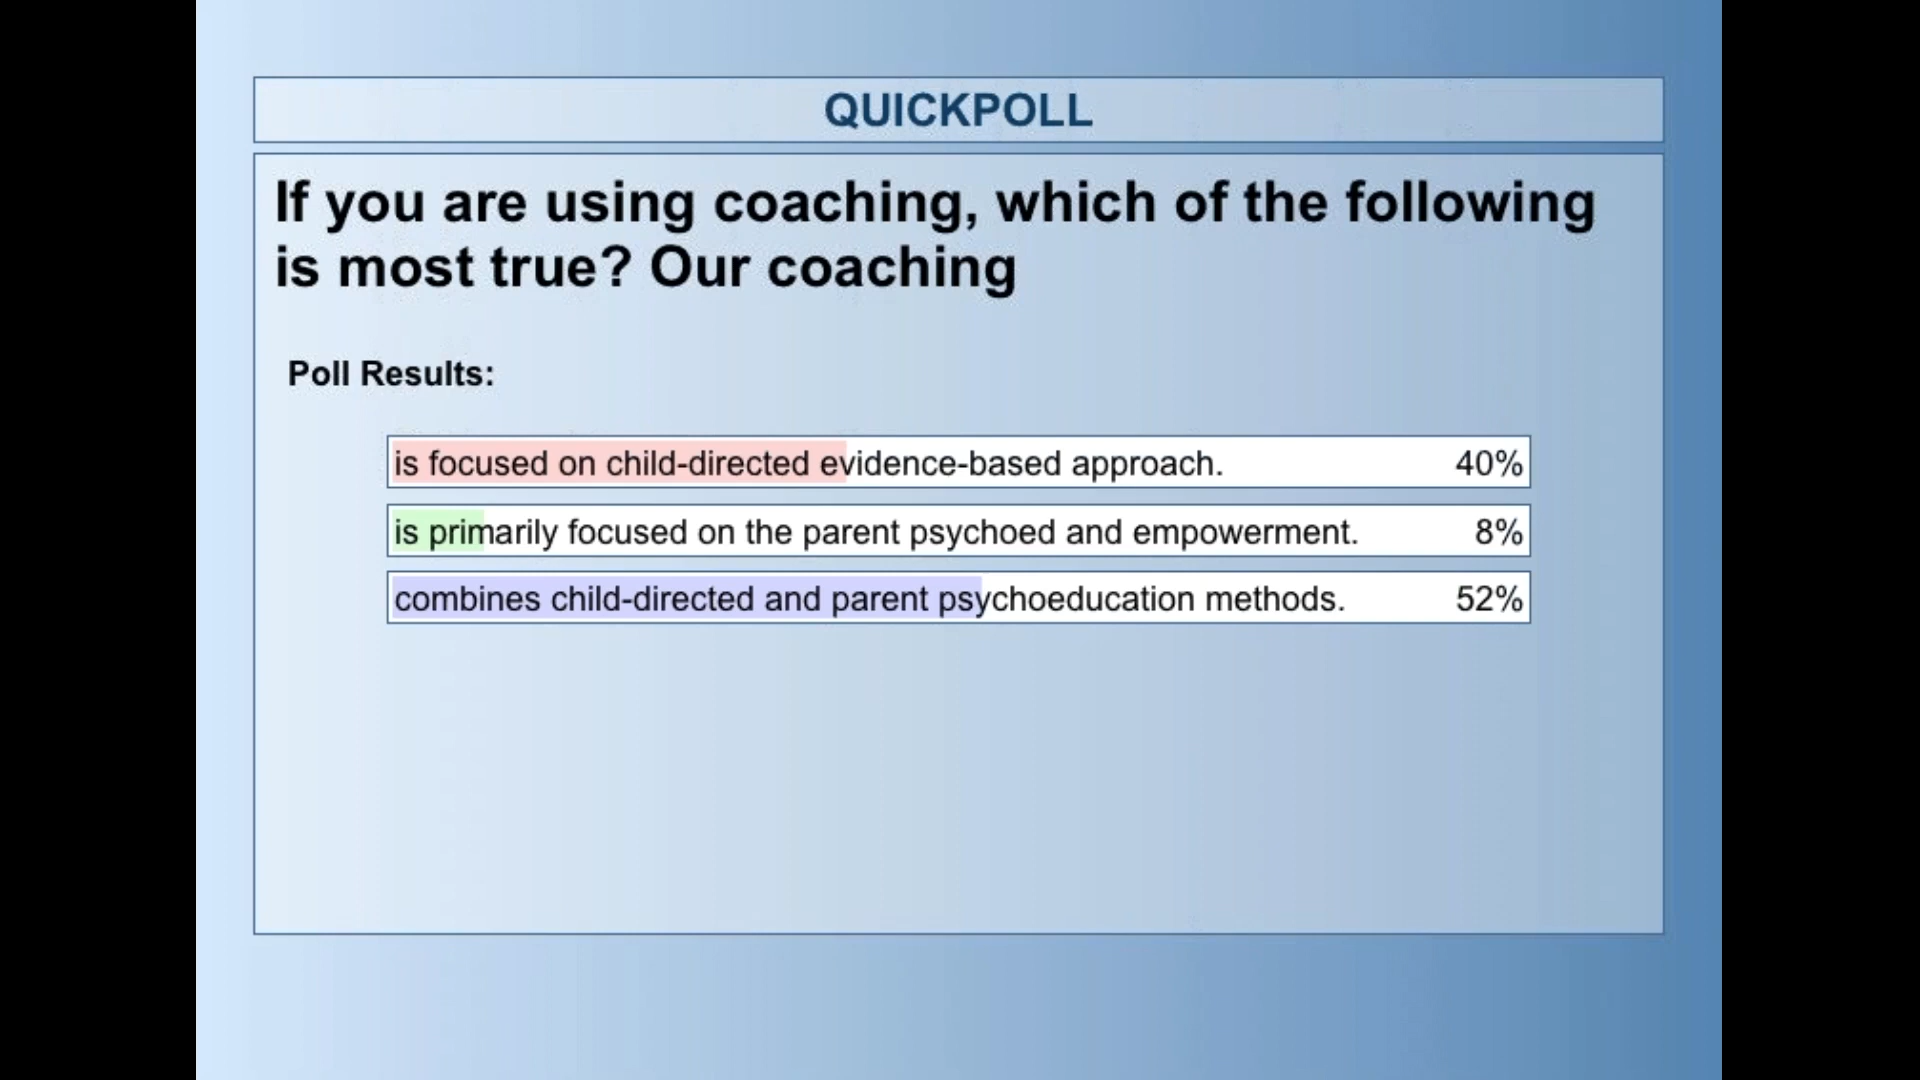 QUICKPOLL
If you are using coaching, which of the following
is most true? Our coaching
Poll Results:
is focused on child-directed evidence-based approach. 40%
is primarily focused on the parent psychoed and empowerment. 8%
combines child-directed and parent psychoeducation methods. 52%